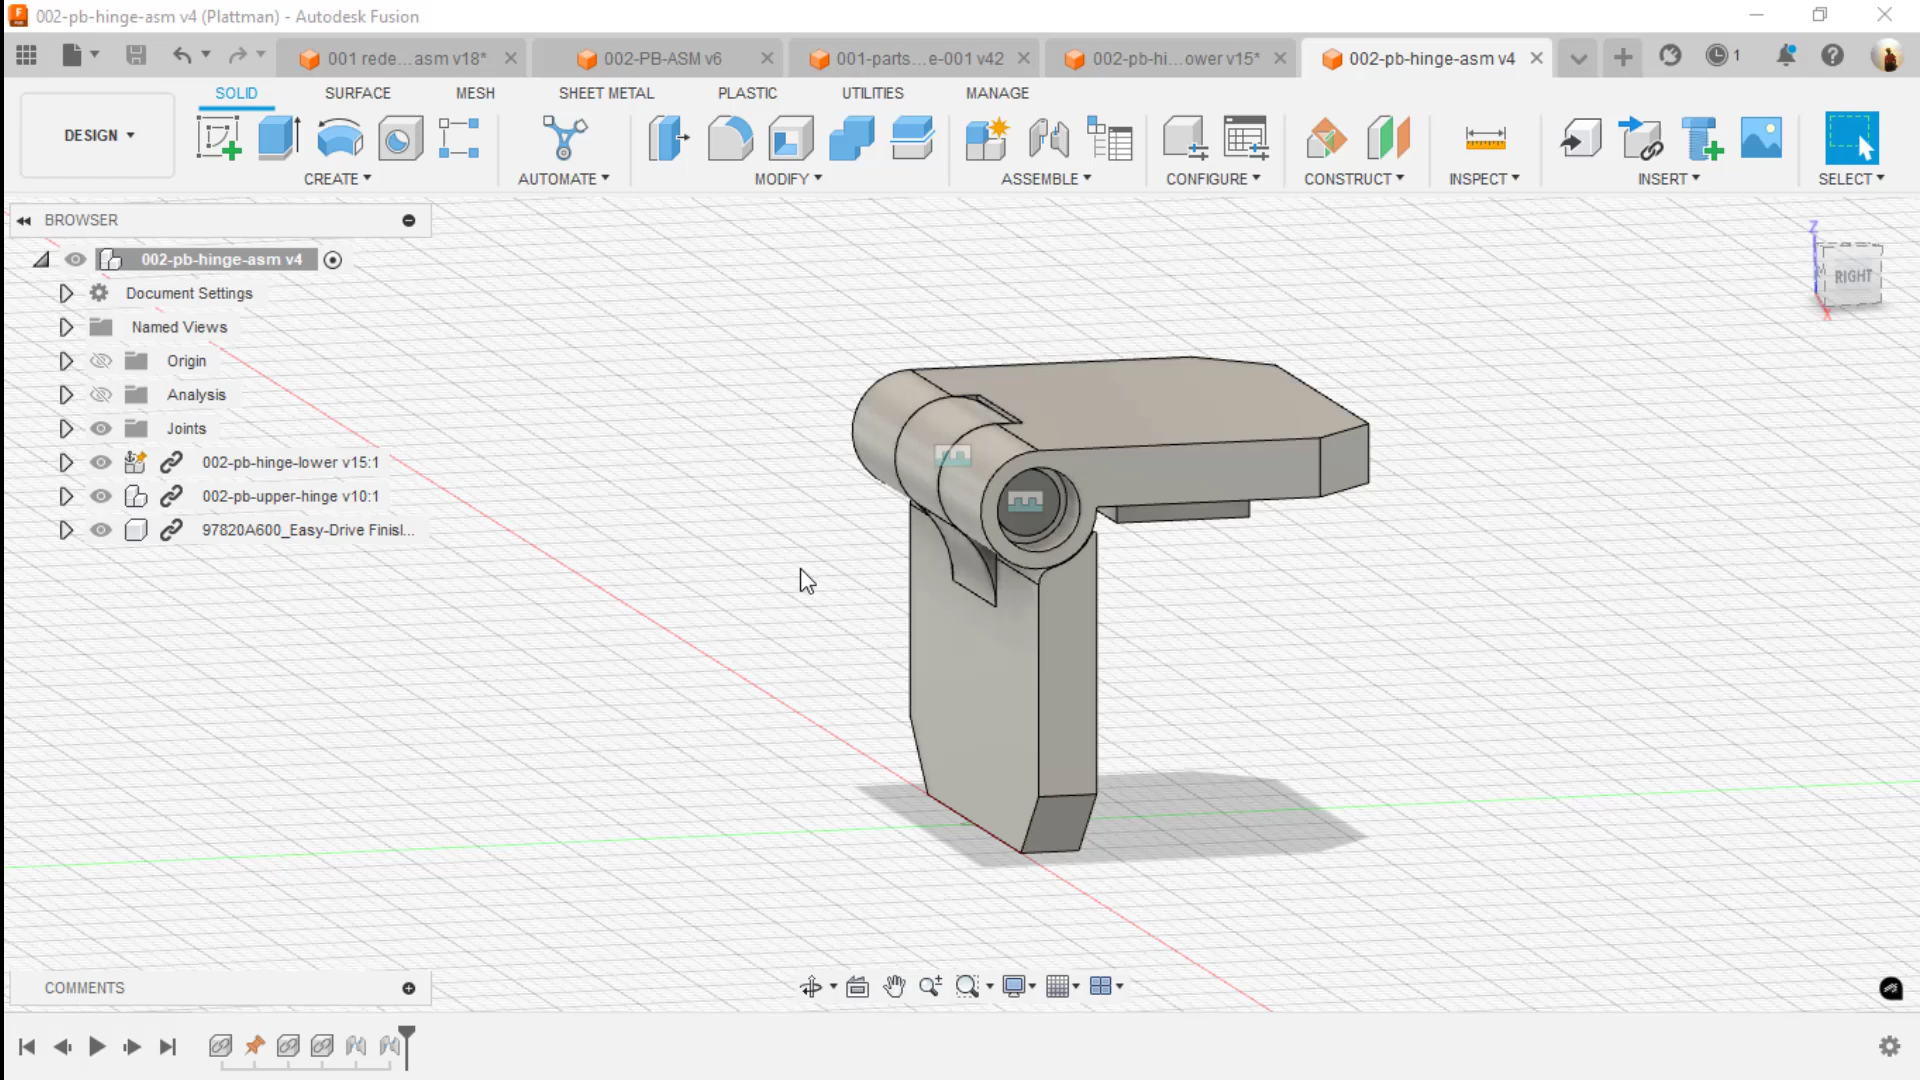 002-pb-hinge-asm v4 (Plattman) - Autodesk Fusion
001 rede...asm v18*
002-PB-ASM v6
001-parts...e-001 v42
002-pb-hi...ower v15*
002-pb-hinge-asm v4
1
SOLID
SURFACE
MESH
SHEET METAL
PLASTIC
UTILITIES
MANAGE
DESIGN
CREATE
AUTOMATE
MODIFY
ASSEMBLE
CONFIGURE
CONSTRUCT
INSPECT
INSERT
SELECT
BROWSER
002-pb-hinge-asm v4
Document Settings
Named Views
Origin
Analysis
Joints
002-pb-hinge-lower v15:1
002-pb-upper-hinge v10:1
97820A600_Easy-Drive Finisl...
Z
RIGHT
X
COMMENTS